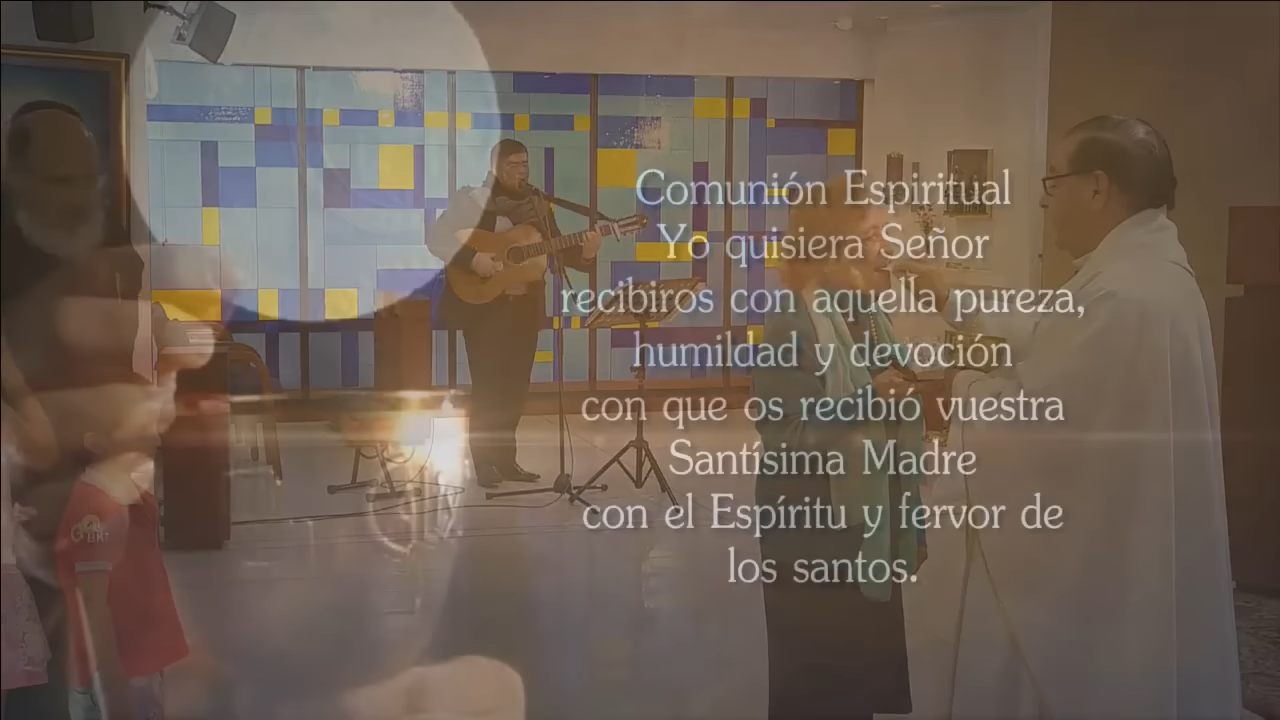 Comunión Espiritual
Yo quisiera Señor
recibiros con aquella pureza,
humildad y devoción
con que os recibió vuestra
Santísima Madre
con el Espíritu y fervor de
los santos.